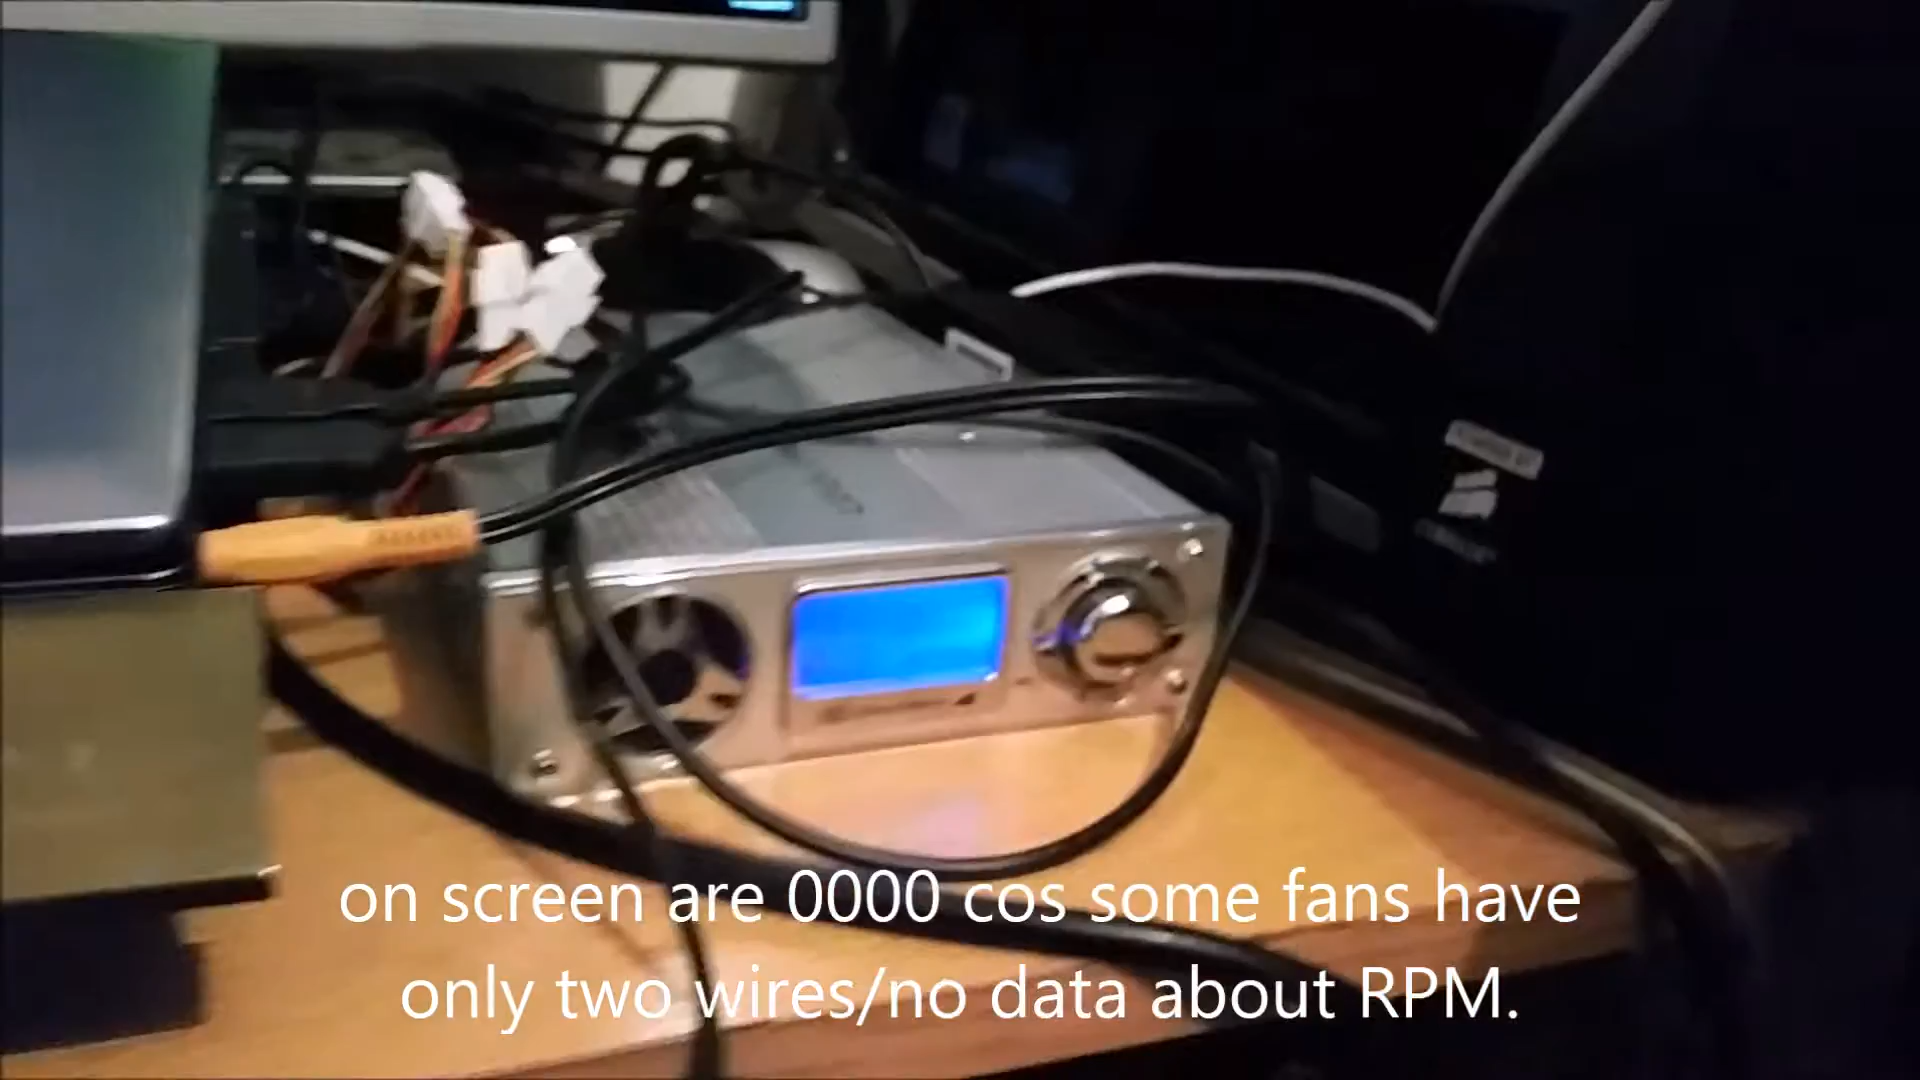 on screen are 0000 cos some fans have
only two wires/no data about RPM.